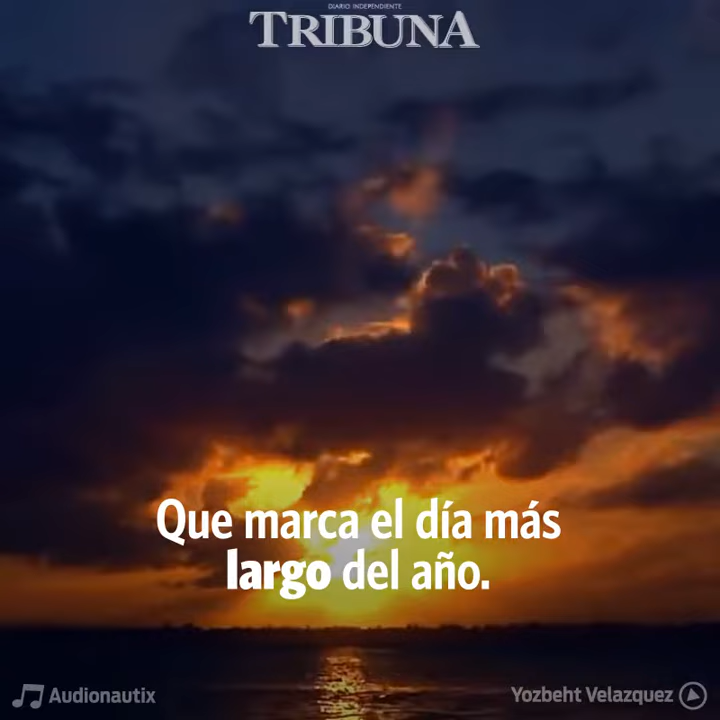 DIARIO INDEPENDIENTE
TRIBUNA
Que marca el día más
largo del año.
Audionautix
Yozbeht Velazquez